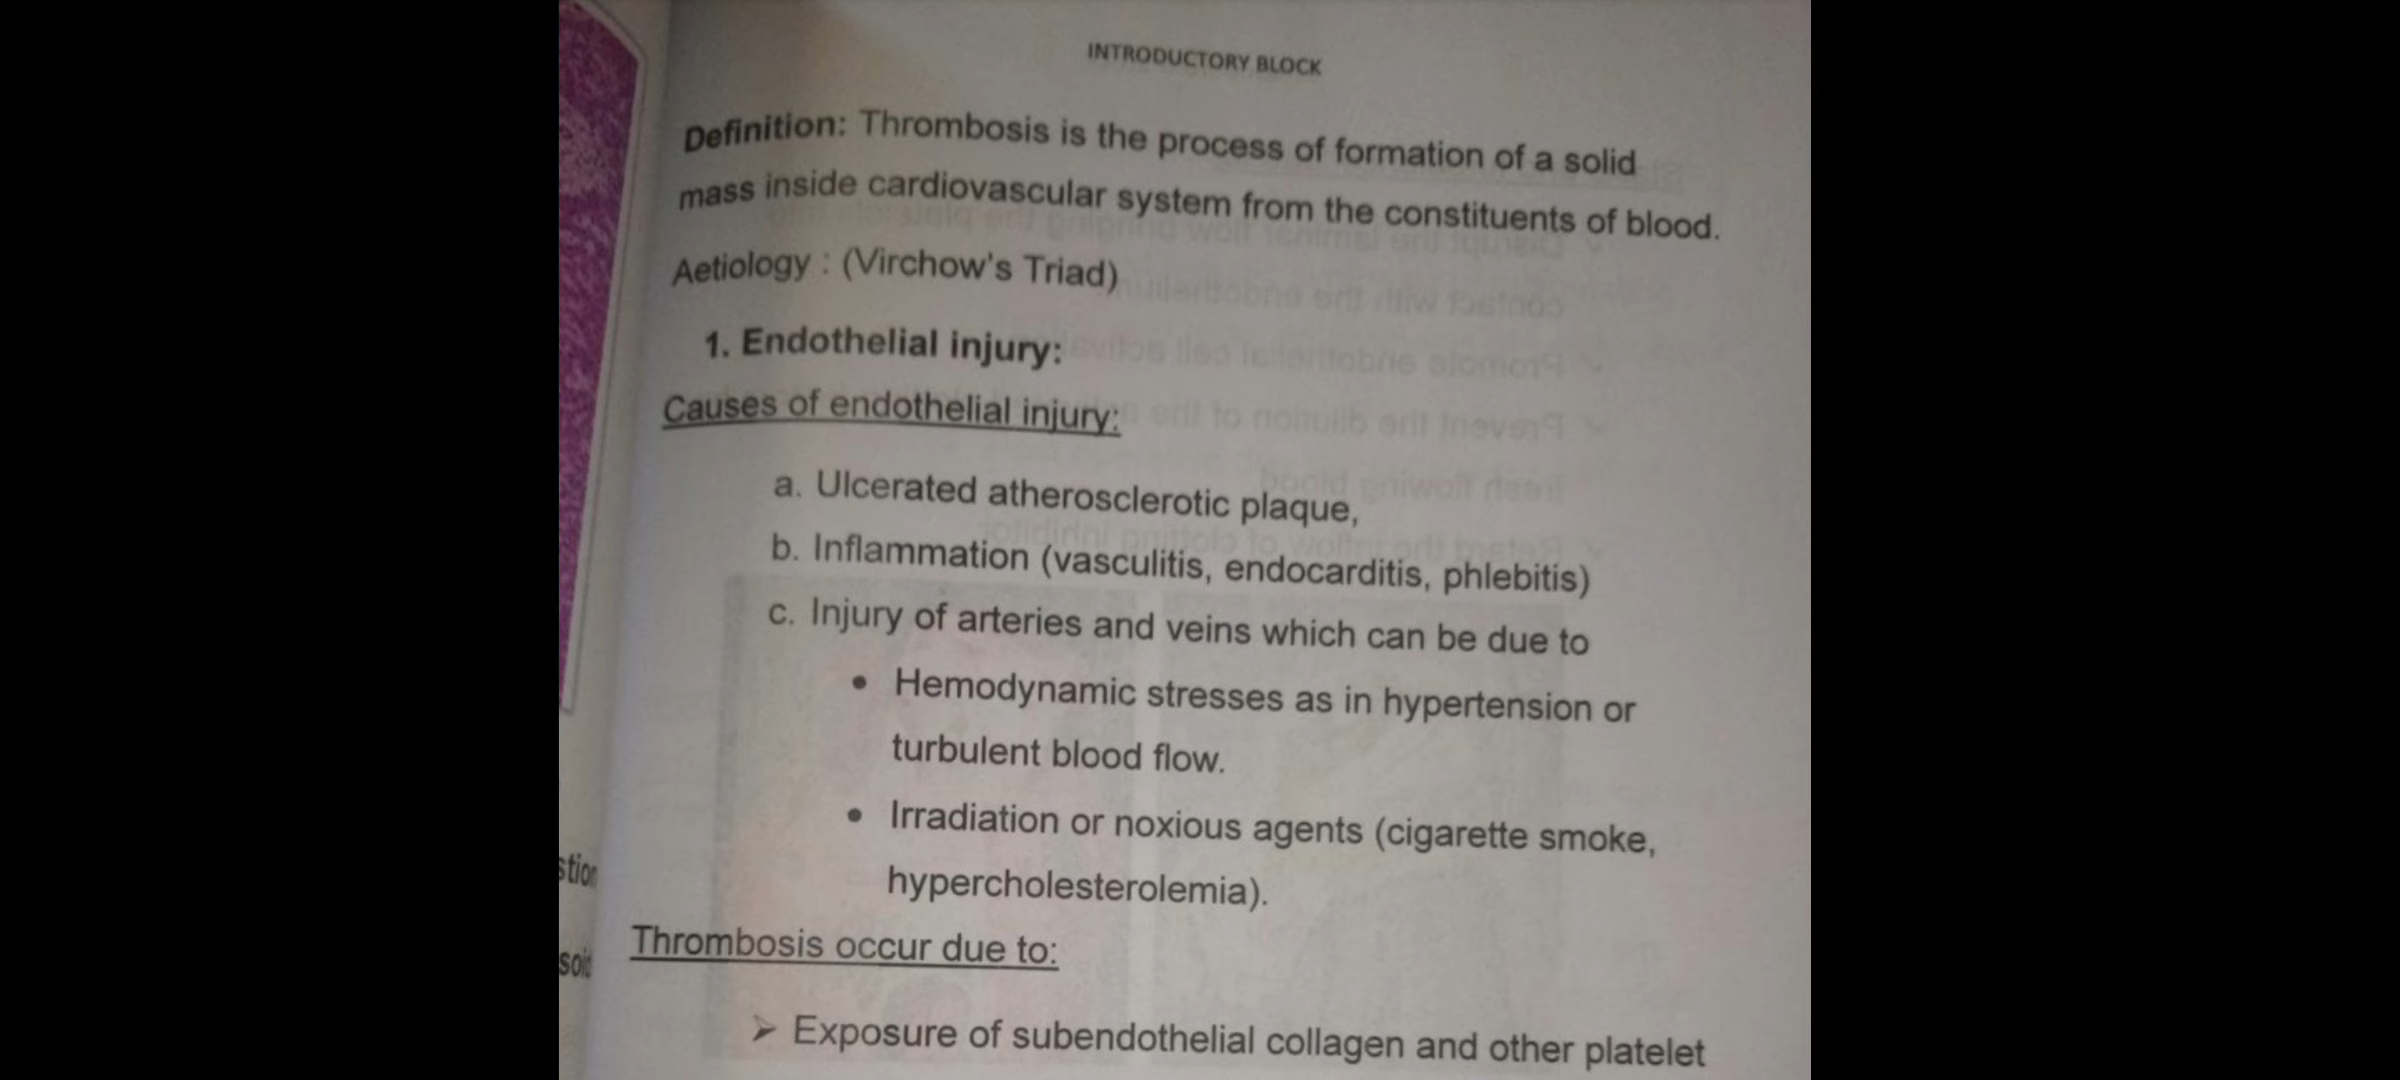 INTRODUCTORY BLOCK
Definition: Thrombosis is the process of formation of a solid
mass inside cardiovascular system from the constituents of blood.
Aetiology : (Virchow's Triad)
1. Endothelial injury:
Causes of endothelial injury:
a. Ulcerated atherosclerotic plaque,
b. Inflammation (vasculitis, endocarditis, phlebitis)
c. Injury of arteries and veins which can be due to
• Hemodynamic stresses as in hypertension or
turbulent blood flow.
• Irradiation or noxious agents (cigarette smoke,
hypercholesterolemia).
Thrombosis occur due to:
➢ Exposure of subendothelial collagen and other platelet